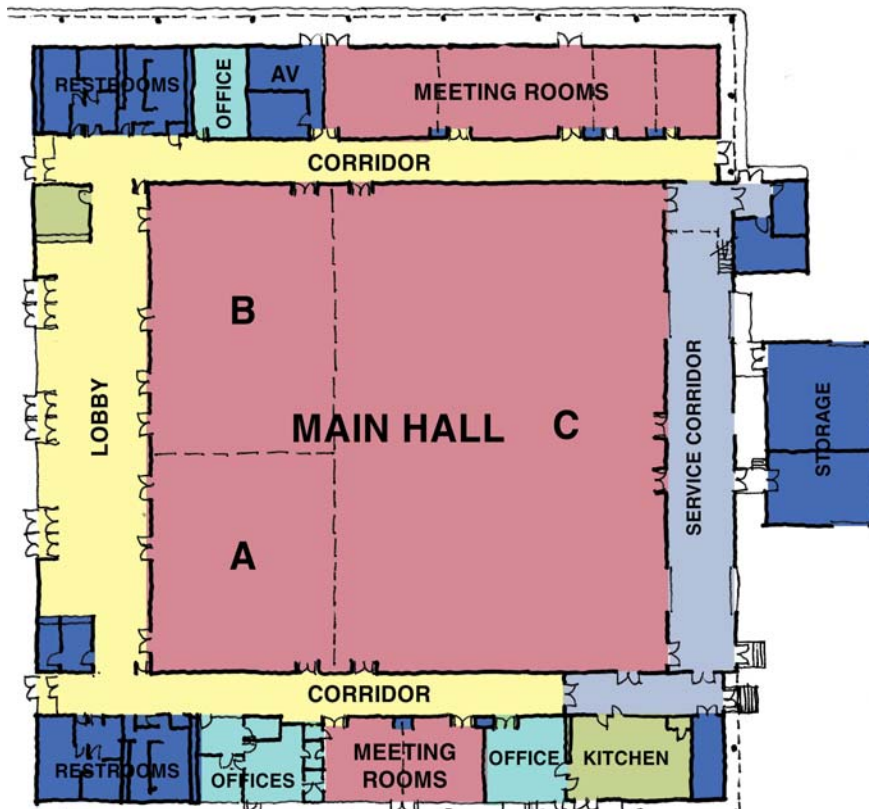 RESTROOMS
OFFICE
AV
MEETING ROOMS
CORRIDOR
B
LOBBY
MAIN HALL
C
SERVICE CORRIDOR
STORAGE
A
CORRIDOR
RESTROOMS
OFFICES
MEETING
ROOMS
OFFICE
KITCHEN